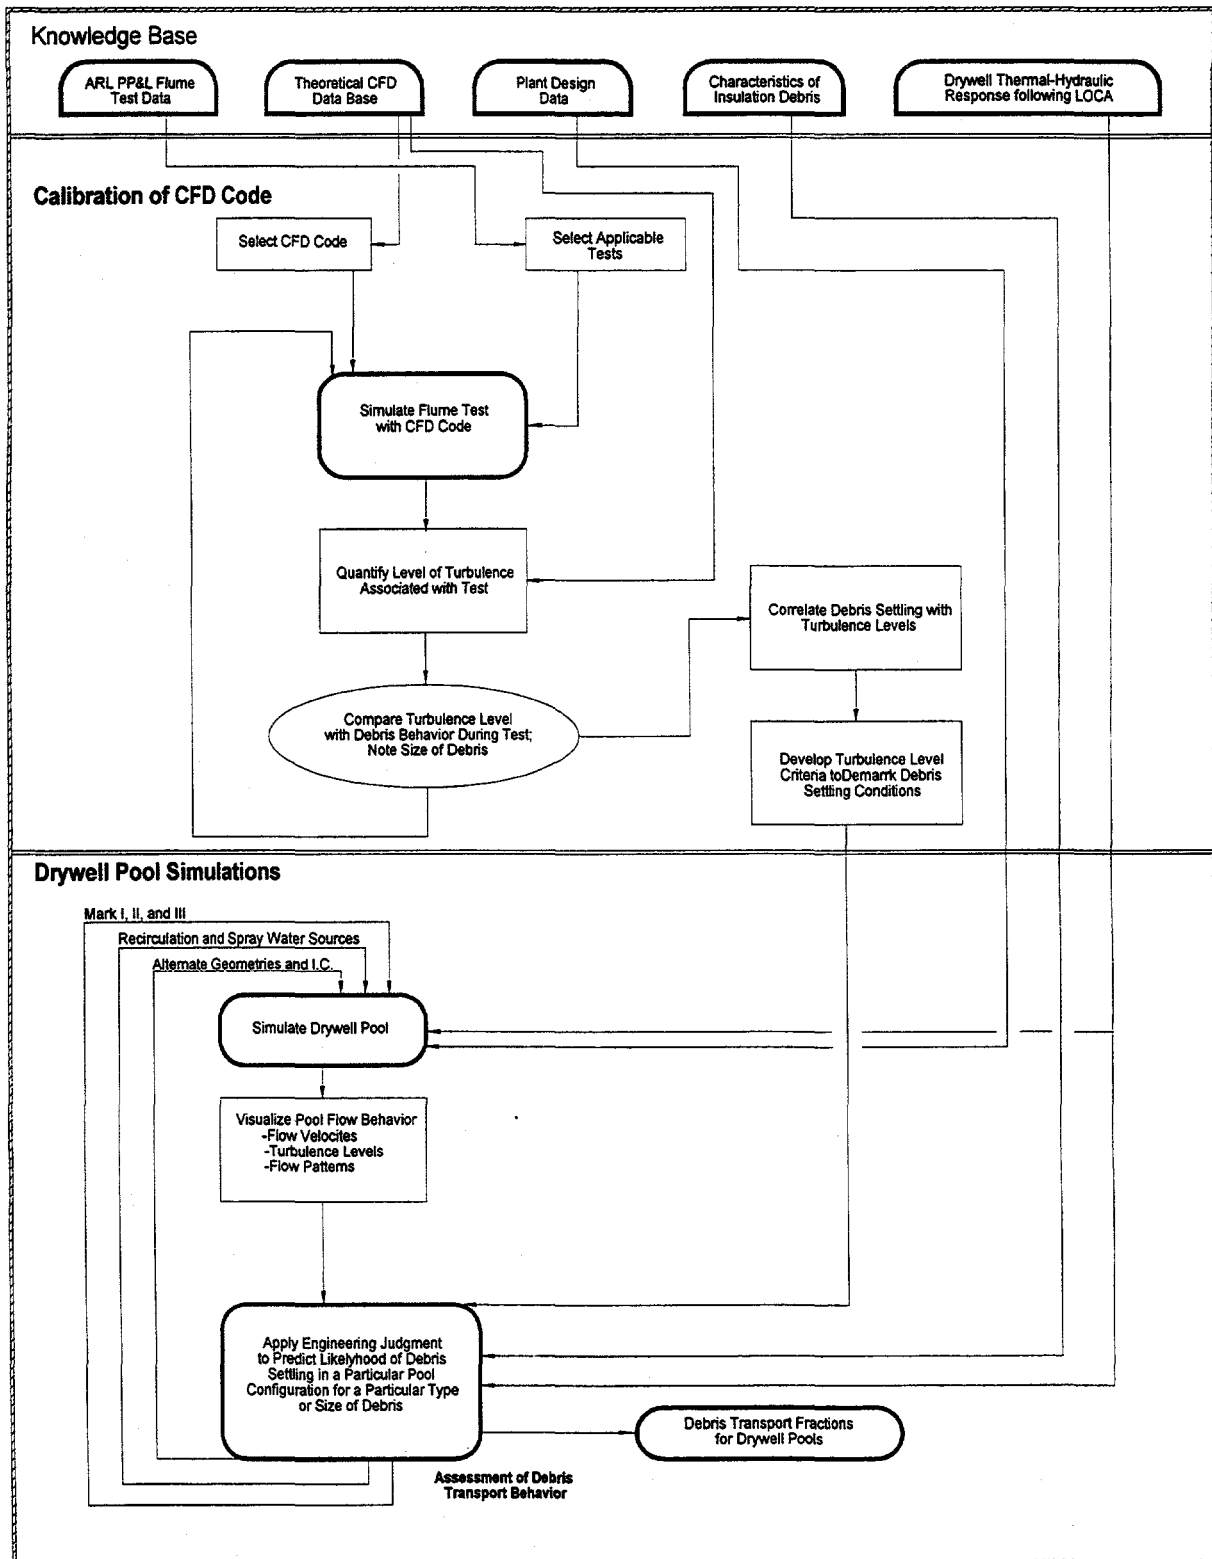 Knowledge Base
ARL PP&L Flume
Test Data
Theoretical CFD
Data Base
Plant Design
Data
Characteristics of
Insulation Debris
Drywell Thermal-Hydraulic
Response following LOCA
Calibration of CFD Code
Select CFD Code
Select Applicable
Tests
Simulate Flume Test
with CFD Code
Quantify Level of Turbulence
Associated with Test
Correlate Debris Settling with
Turbulence Levels
Compare Turbulence Level
with Debris Behavior During Test;
Note Size of Debris
Develop Turbulence Level
Criteria toDemarrk Debris
Settling Conditions
Drywell Pool Simulations
Mark I, II, and III
Recirculation and Spray Water Sources
Alternate Geometries and I.C.
Simulate Drywell Pool
Visualize Pool Flow Behavior
-Flow Velocites
-Turbulence Levels
-Flow Patterns
Apply Engineering Judgment
to Predict Likelyhood of Debris
Settling in a Particular Pool
Configuration for a Particular Type
or Size of Debris
Debris Transport Fractions
for Drywell Pools
Assessment of Debris
Transport Behavior